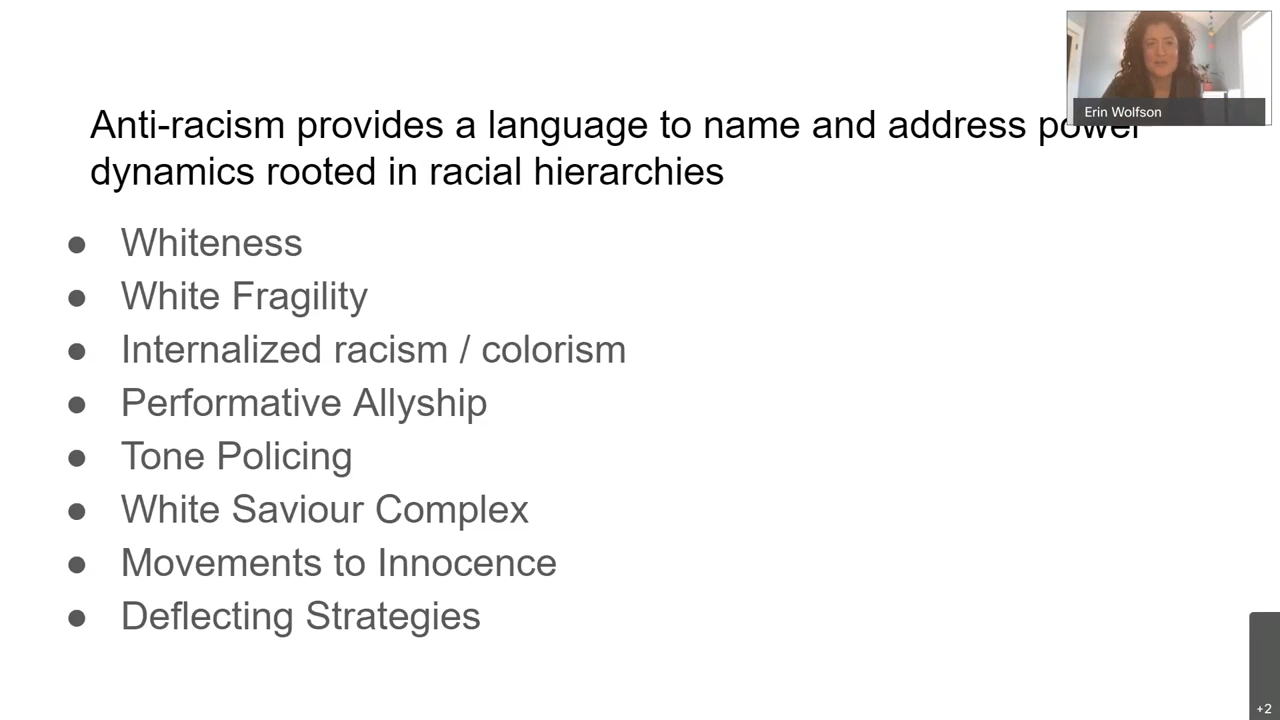 Anti-racism provides a language to name and address power
dynamics rooted in racial hierarchies
● Whiteness
● White Fragility
● Internalized racism / colorism
● Performative Allyship
● Tone Policing
● White Saviour Complex
● Movements to Innocence
● Deflecting Strategies
Erin Wolfson
+2